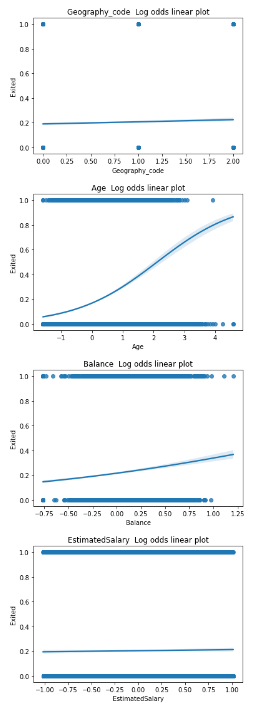 Geography_code  Log odds linear plot
1.0
0.8
0.6
0.4
0.2
0.0
Exited
0.00 0.25 0.50 0.75 1.00 1.25 1.50 1.75 2.00
Geography_code
Age  Log odds linear plot
1.0
0.8
0.6
0.4
0.2
0.0
Exited
−1 0 1 2 3 4
Age
Balance  Log odds linear plot
1.0
0.8
0.6
0.4
0.2
0.0
Exited
−0.75 −0.50 −0.25 0.00 0.25 0.50 0.75 1.00 1.25
Balance
EstimatedSalary  Log odds linear plot
1.0
0.8
0.6
0.4
0.2
0.0
Exited
−1.00 −0.75 −0.50 −0.25 0.00 0.25 0.50 0.75 1.00
EstimatedSalary